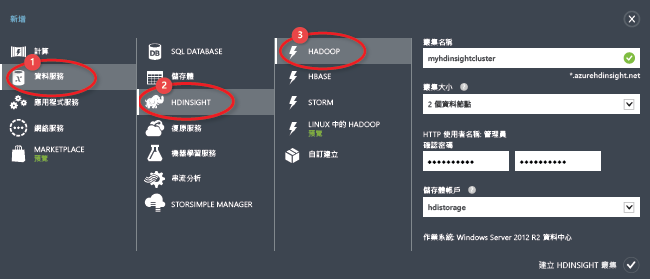 新增
計算
1
資料服務
應用程式服務
網絡服務
MARKETPLACE
預覽
SQL DATABASE
儲存體
2
HDINSIGHT
復原服務
機器學習服務
串流分析
STORSIMPLE MANAGER
3
HADOOP
HBASE
STORM
LINUX 中的 HADOOP
預覽
自訂建立
叢集名稱
myhdinsightcluster
*.azurehdinsight.net
叢集大小
2 個資料節點
HTTP 使用者名稱: 管理員
確認密碼
儲存體帳戶
hdistorage
作業系統: Windows Server 2012 R2 資料中心
建立 HDINSIGHT 叢集